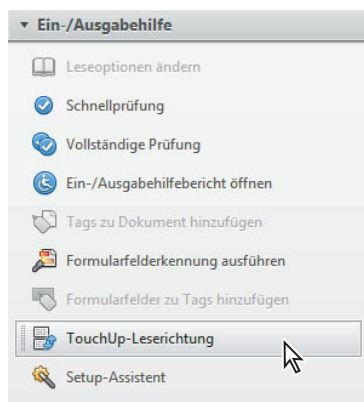 Ein-/Ausgabehilfe
Leseoptionen ändern
Schnellprüfung
Vollständige Prüfung
Ein-/Ausgabehilfebericht öffnen
Tags zu Dokument hinzufügen
Formularfelderkennung ausführen
Formularfelder zu Tags hinzufügen
TouchUp-Leserichtung
Setup-Assistent